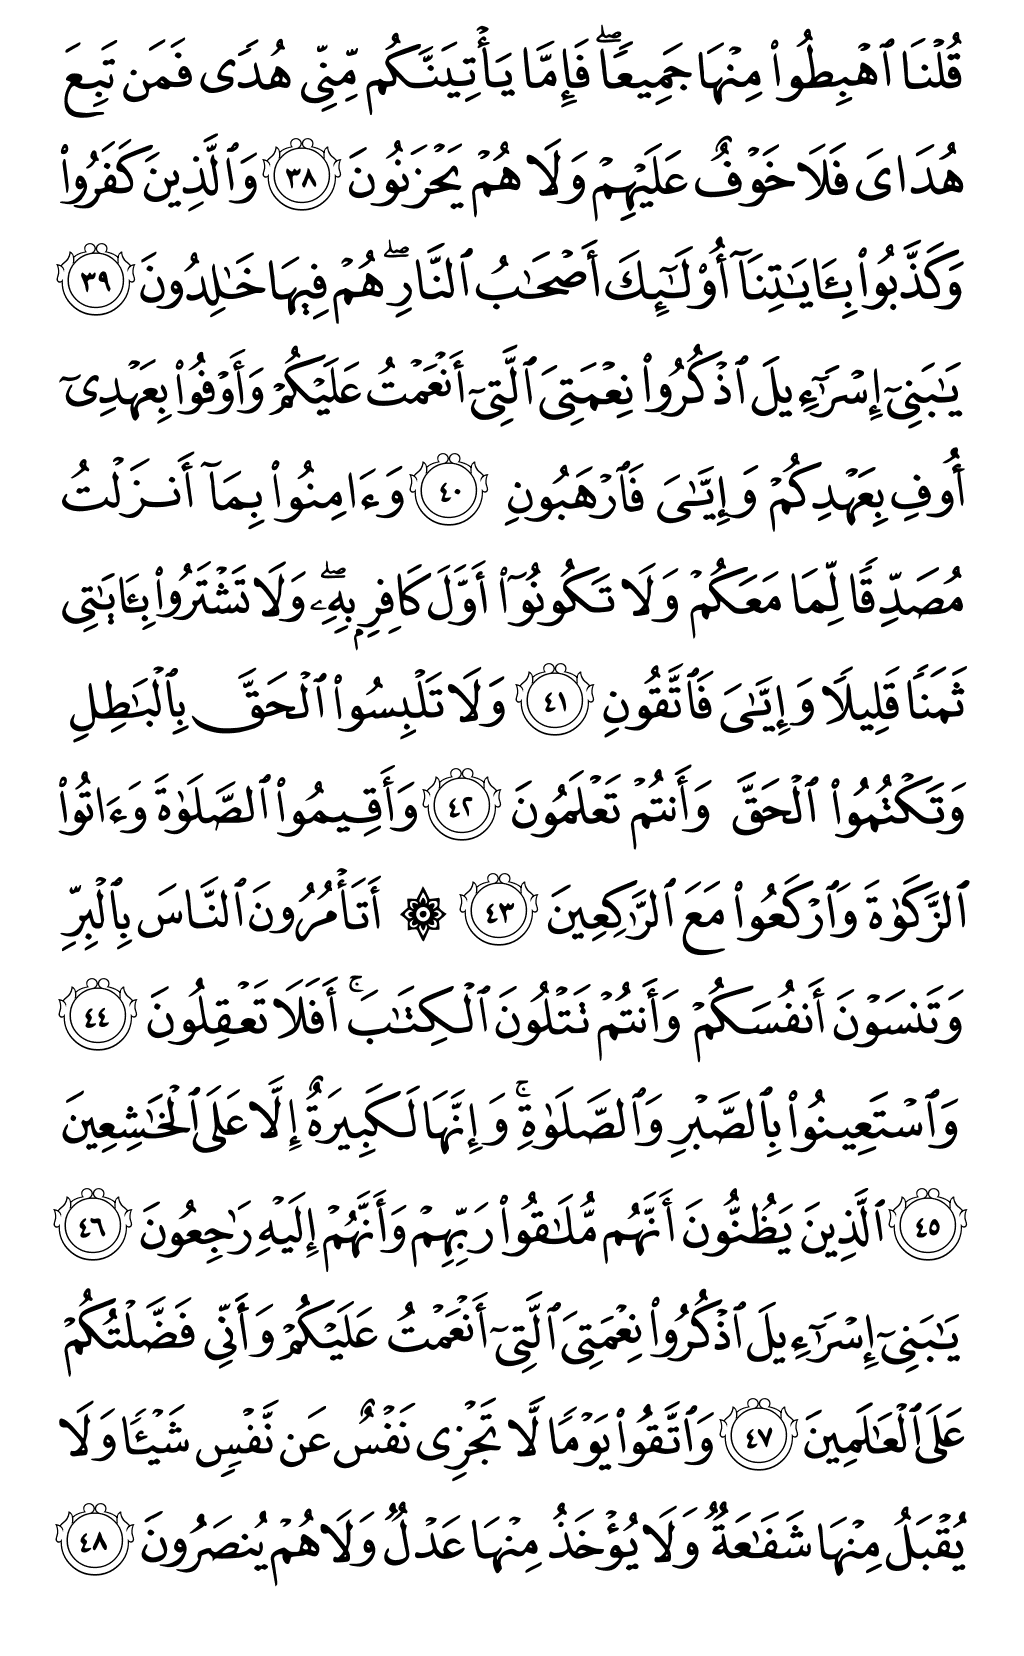 قُلْنَا ٱهْبِطُوا۟ مِنْهَا جَمِيعًا ۖ فَإِمَّا يَأْتِيَنَّكُم مِّنِّى هُدًى فَمَن تَبِعَ
هُدَاىَ فَلَا خَوْفٌ عَلَيْهِمْ وَلَا هُمْ يَحْزَنُونَ ٣٨ وَٱلَّذِينَ كَفَرُوا۟
وَكَذَّبُوا۟ بِـَٔايَـٰتِنَآ أُو۟لَـٰٓئِكَ أَصْحَـٰبُ ٱلنَّارِ ۖ هُمْ فِيهَا خَـٰلِدُونَ ٣٩
يَـٰبَنِىٓ إِسْرَٰٓءِيلَ ٱذْكُرُوا۟ نِعْمَتِىَ ٱلَّتِىٓ أَنْعَمْتُ عَلَيْكُمْ وَأَوْفُوا۟ بِعَهْدِىٓ
أُوفِ بِعَهْدِكُمْ وَإِيَّـٰىَ فَٱرْهَبُونِ ٤٠ وَءَامِنُوا۟ بِمَآ أَنزَلْتُ
مُصَدِّقًا لِّمَا مَعَكُمْ وَلَا تَكُونُوٓا۟ أَوَّلَ كَافِرٍۭ بِهِۦ ۖ وَلَا تَشْتَرُوا۟ بِـَٔايَـٰتِى
ثَمَنًا قَلِيلًا وَإِيَّـٰىَ فَٱتَّقُونِ ٤١ وَلَا تَلْبِسُوا۟ ٱلْحَقَّ بِٱلْبَـٰطِلِ
وَتَكْتُمُوا۟ ٱلْحَقَّ وَأَنتُمْ تَعْلَمُونَ ٤٢ وَأَقِيمُوا۟ ٱلصَّلَوٰةَ وَءَاتُوا۟
ٱلزَّكَوٰةَ وَٱرْكَعُوا۟ مَعَ ٱلرَّٰكِعِينَ ٤٣ ۞ أَتَأْمُرُونَ ٱلنَّاسَ بِٱلْبِرِّ
وَتَنسَوْنَ أَنفُسَكُمْ وَأَنتُمْ تَتْلُونَ ٱلْكِتَـٰبَ ۚ أَفَلَا تَعْقِلُونَ ٤٤
وَٱسْتَعِينُوا۟ بِٱلصَّبْرِ وَٱلصَّلَوٰةِ ۚ وَإِنَّهَا لَكَبِيرَةٌ إِلَّا عَلَى ٱلْخَـٰشِعِينَ
٤٥ ٱلَّذِينَ يَظُنُّونَ أَنَّهُم مُّلَـٰقُوا۟ رَبِّهِمْ وَأَنَّهُمْ إِلَيْهِ رَٰجِعُونَ ٤٦
يَـٰبَنِىٓ إِسْرَٰٓءِيلَ ٱذْكُرُوا۟ نِعْمَتِىَ ٱلَّتِىٓ أَنْعَمْتُ عَلَيْكُمْ وَأَنِّى فَضَّلْتُكُمْ
عَلَى ٱلْعَـٰلَمِينَ ٤٧ وَٱتَّقُوا۟ يَوْمًا لَّا تَجْزِى نَفْسٌ عَن نَّفْسٍ شَيْـًٔا وَلَا
يُقْبَلُ مِنْهَا شَفَـٰعَةٌ وَلَا يُؤْخَذُ مِنْهَا عَدْلٌ وَلَا هُمْ يُنصَرُونَ ٤٨